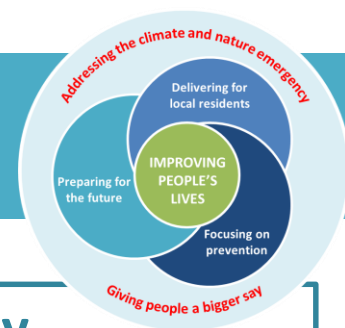 Addressing the climate and nature emergency
Delivering for
local residents
IMPROVING
PEOPLE'S
LIVES
Preparing for
the future
Focusing on
prevention
Giving people a bigger say